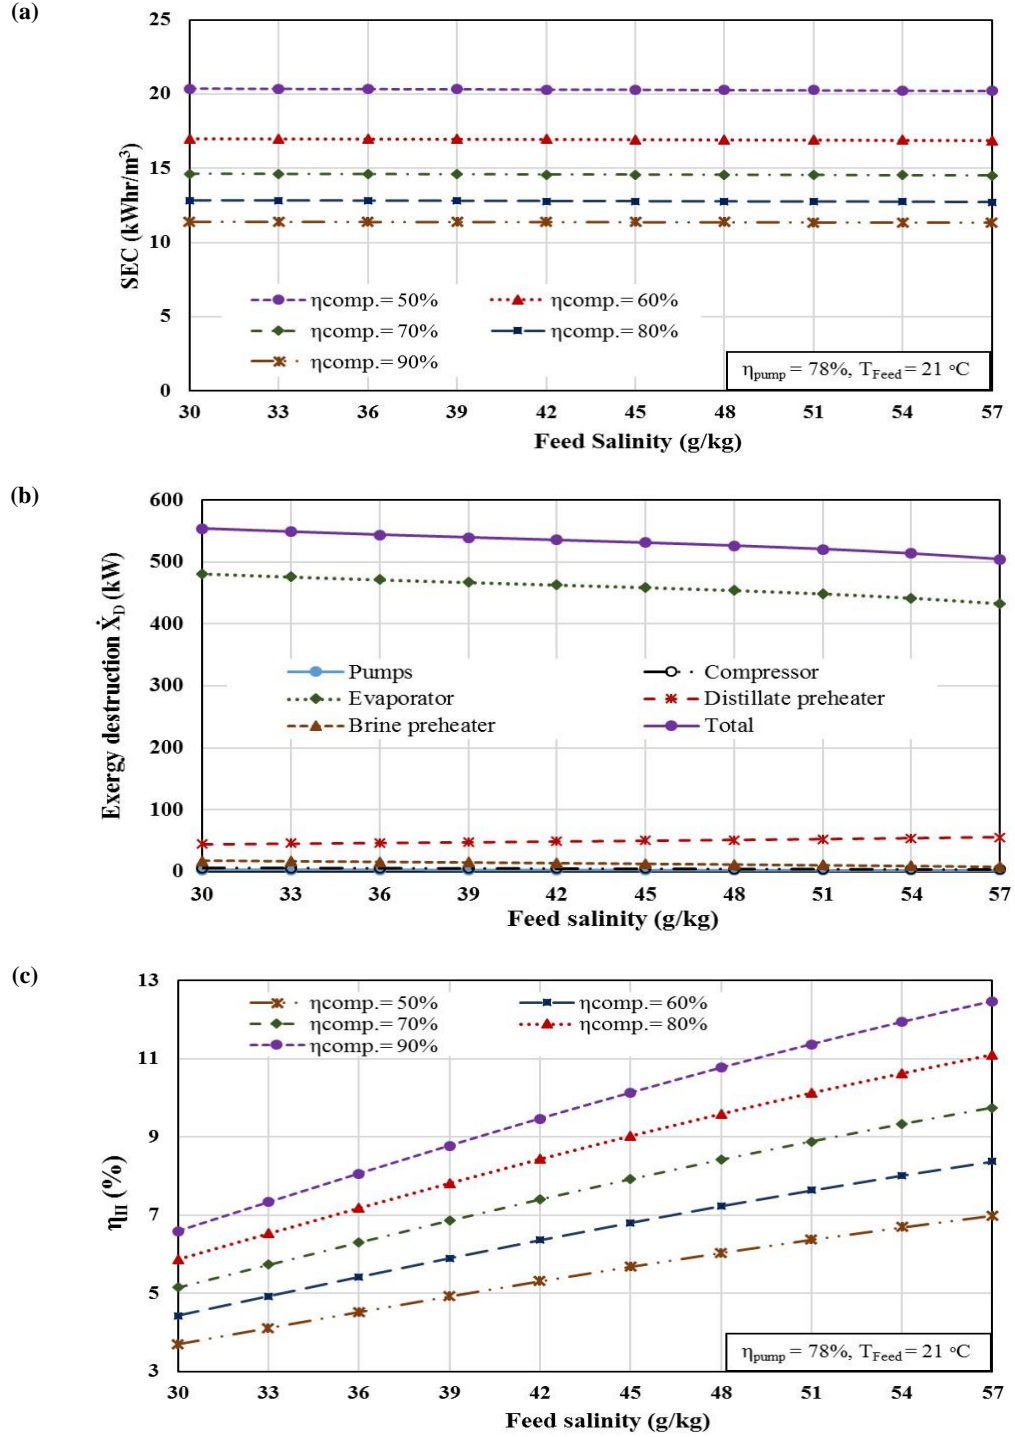 (a)
25
20
15
10
5
0
SEC (kWhr/m³)
ηcomp.= 50%
ηcomp.= 60%
ηcomp.= 70%
ηcomp.= 80%
ηcomp.= 90%
ηpump = 78%, TFeed = 21 °C
30 33 36 39 42 45 48 51 54 57
Feed Salinity (g/kg)
(b)
600
500
400
300
200
100
0
Exergy destruction ẊD (kW)
Pumps
Compressor
Evaporator
Distillate preheater
Brine preheater
Total
30 33 36 39 42 45 48 51 54 57
Feed salinity (g/kg)
(c)
13
11
9
7
5
3
ηII (%)
ηcomp.= 50%
ηcomp.= 60%
ηcomp.= 70%
ηcomp.= 80%
ηcomp.= 90%
ηpump = 78%, TFeed = 21 °C
30 33 36 39 42 45 48 51 54 57
Feed salinity (g/kg)